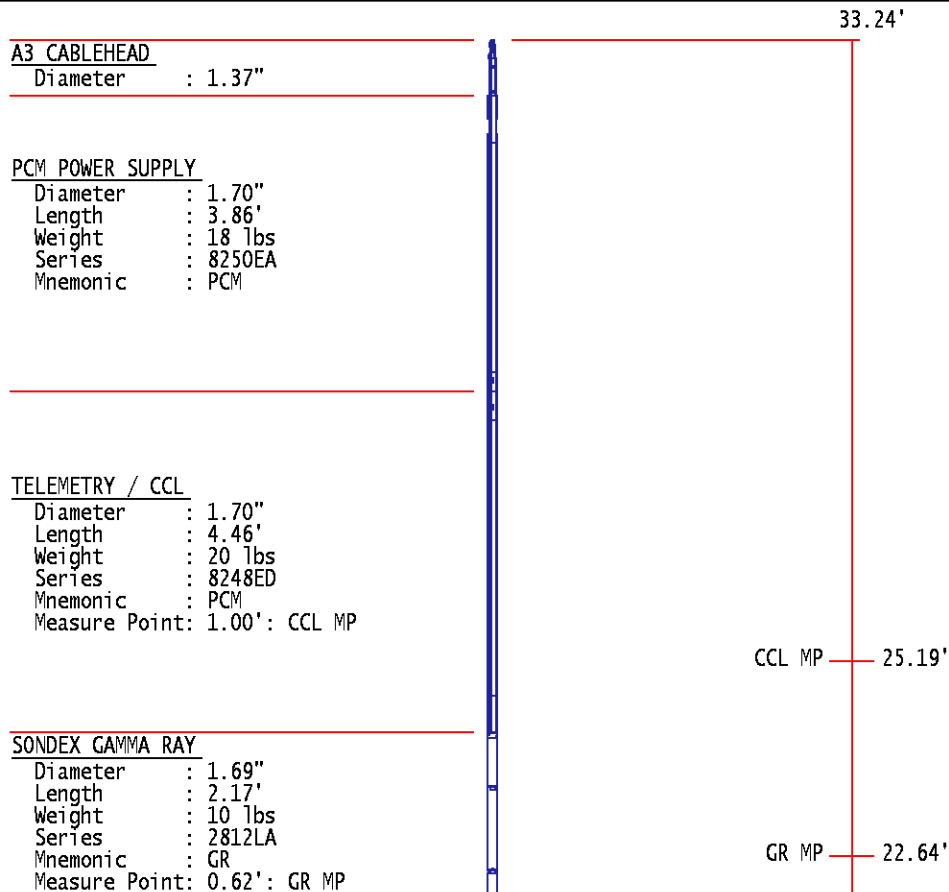 33.24'
A3 CABLEHEAD
Diameter : 1.37"
PCM POWER SUPPLY
Diameter : 1.70"
Length : 3.86'
Weight : 18 lbs
Series : 8250EA
Mnemonic : PCM
TELEMETRY / CCL
Diameter : 1.70"
Length : 4.46'
Weight : 20 lbs
Series : 8248ED
Mnemonic : PCM
Measure Point: 1.00': CCL MP
CCL MP 25.19'
SONDEX GAMMA RAY
Diameter : 1.69"
Length : 2.17'
Weight : 10 lbs
Series : 2812LA
Mnemonic : GR
Measure Point: 0.62': GR MP
GR MP 22.64'